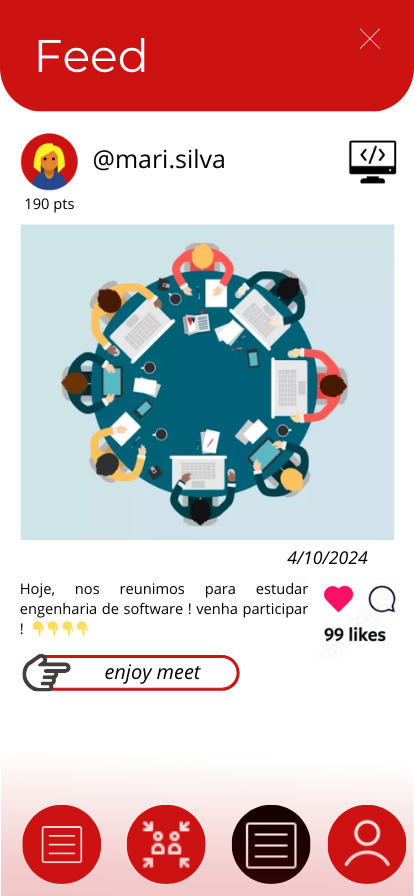 Feed
@mari.silva
190 pts
4/10/2024
Hoje, nos reunimos para estudar
engenharia de software ! venha participar
! 👇👇👇👇
99 likes
enjoy meet